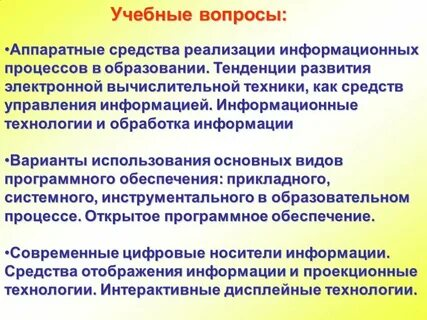 Учебные вопросы:
•Аппаратные средства реализации информационных
процессов в образовании. Тенденции развития
электронной вычислительной техники, как средств
управления информацией. Информационные
технологии и обработка информации
•Варианты использования основных видов
программного обеспечения: прикладного,
системного, инструментального в образовательном
процессе. Открытое программное обеспечение.
•Современные цифровые носители информации.
Средства отображения информации и проекционные
технологии. Интерактивные дисплейные технологии.